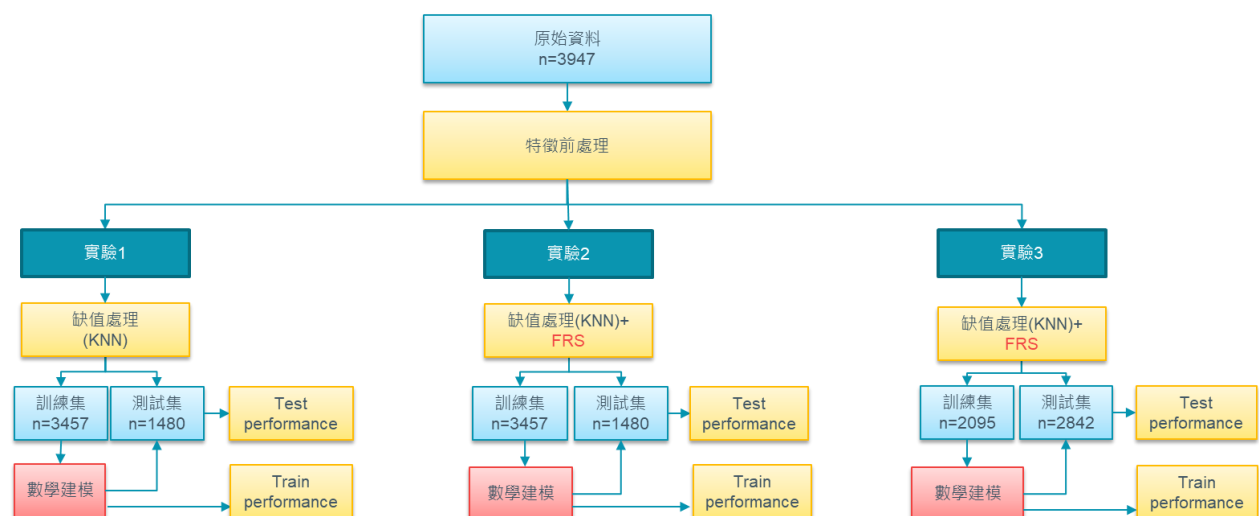 原始資料
n=3947
特徵前處理
實驗1
實驗2
實驗3
缺值處理
(KNN)
缺值處理(KNN)+
FRS
缺值處理(KNN)+
FRS
訓練集
n=3457
測試集
n=1480
Test
performance
數學建模
Train
performance
訓練集
n=3457
測試集
n=1480
Test
performance
數學建模
Train
performance
訓練集
n=2095
測試集
n=2842
Test
performance
數學建模
Train
performance